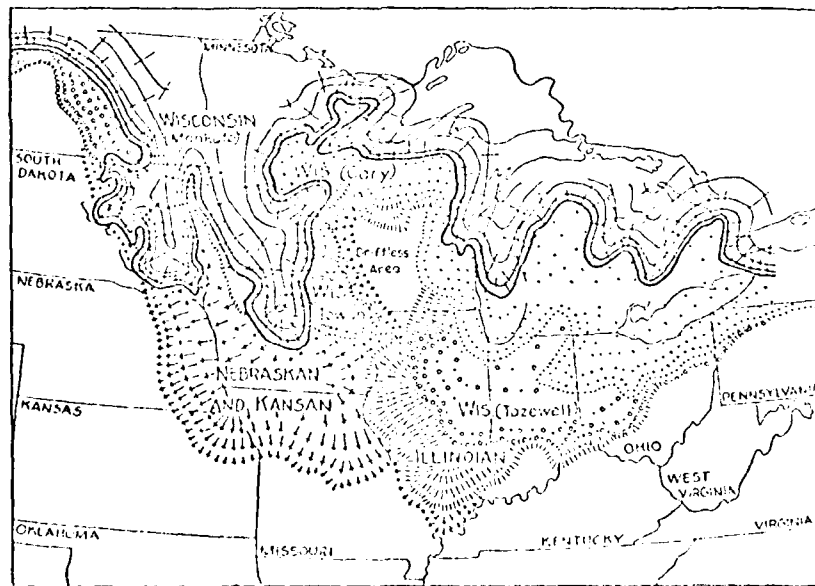 MINNESOTA
WISCONSIN
(Mankato)
SOUTH
DAKOTA
WIS (Cary)
Driftless
Area
NEBRASKA
NEBRASKAN
AND KANSAN
KANSAS
WIS (Tazewell)
PENNSYLVANIA
ILLINOIAN
OHIO
WEST
VIRGINIA
OKLAHOMA
MISSOURI
KENTUCKY
VIRGINIA